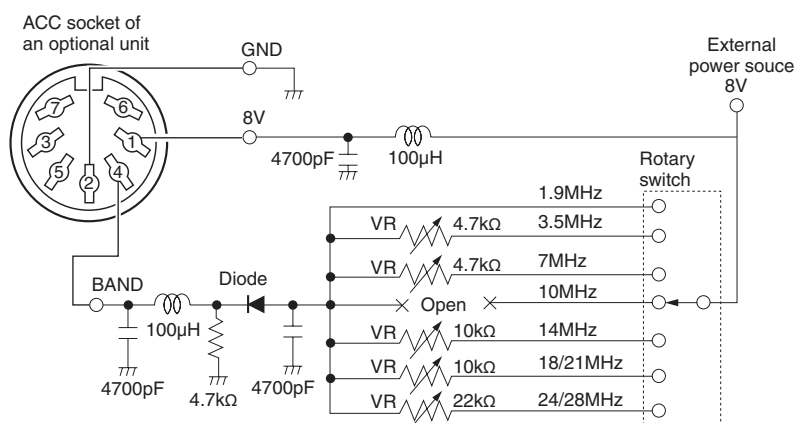 ACC socket of
an optional unit
GND
External
power souce
8V
8V
7
6
3
1
5
4
2
4700pF
100µH
Rotary
switch
1.9MHz
VR
4.7kΩ
3.5MHz
VR
4.7kΩ
7MHz
BAND
Diode
Open
10MHz
100µH
VR
10kΩ
14MHz
4700pF
4.7kΩ
4700pF
VR
10kΩ
18/21MHz
VR
22kΩ
24/28MHz